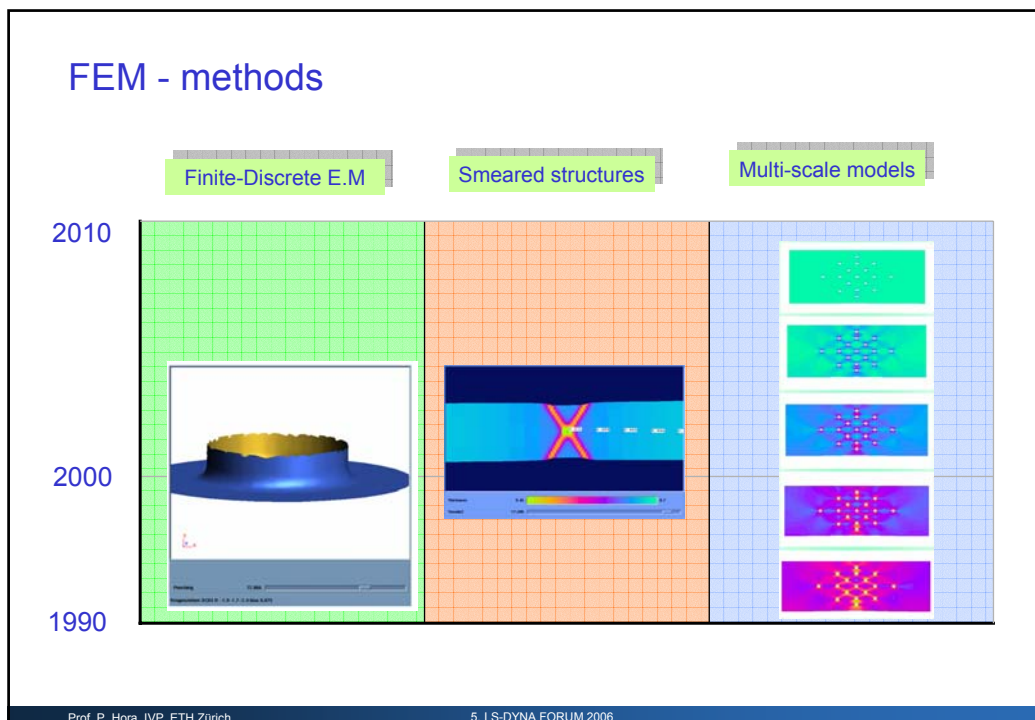 FEM - methods
Finite-Discrete E.M
Smeared structures
Multi-scale models
2010
2000
1990
Thickness
Prof. P. Hora, IVP, ETH Zürich
5. LS-DYNA FORUM 2006